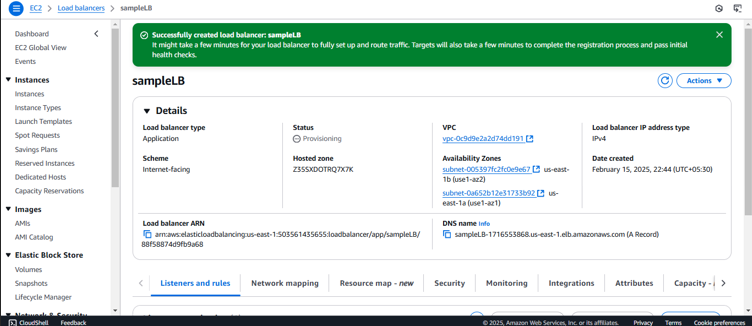 EC2 > Load balancers > sampleLB
Dashboard
EC2 Global View
Events
Instances
Instances
Instance Types
Launch Templates
Spot Requests
Savings Plans
Reserved Instances
Dedicated Hosts
Capacity Reservations
Images
AMIs
AMI Catalog
Elastic Block Store
Volumes
Snapshots
Lifecycle Manager
Network & Security
Successfully created load balancer: sampleLB
It might take a few minutes for your load balancer to fully set up and route traffic. Targets will also take a few minutes to complete the registration process and pass initial
health checks.
sampleLB
Actions
Details
Load balancer type
Application
Status
Provisioning
VPC
vpc-0c9d9e2a2d74dd191
Load balancer IP address type
IPv4
Scheme
Internet-facing
Hosted zone
Z35SXDOTRQ7X7K
Availability Zones
subnet-005397fc2fc0e9e67 us-east-
1b (use1-az2)
subnet-0a652b12e31733b92 us-
east-1a (use1-az1)
Date created
February 15, 2025, 22:44 (UTC+05:30)
Load balancer ARN
arn:aws:elasticloadbalancing:us-east-1:503561435655:loadbalancer/app/sampleLB/
88f58874d9fb9a68
DNS name Info
sampleLB-1716553868.us-east-1.elb.amazonaws.com (A Record)
Listeners and rules
Network mapping
Resource map - new
Security
Monitoring
Integrations
Attributes
Capacity -
CloudShell
Feedback
© 2025, Amazon Web Services, Inc. or its affiliates.
Privacy
Terms
Cookie preferences